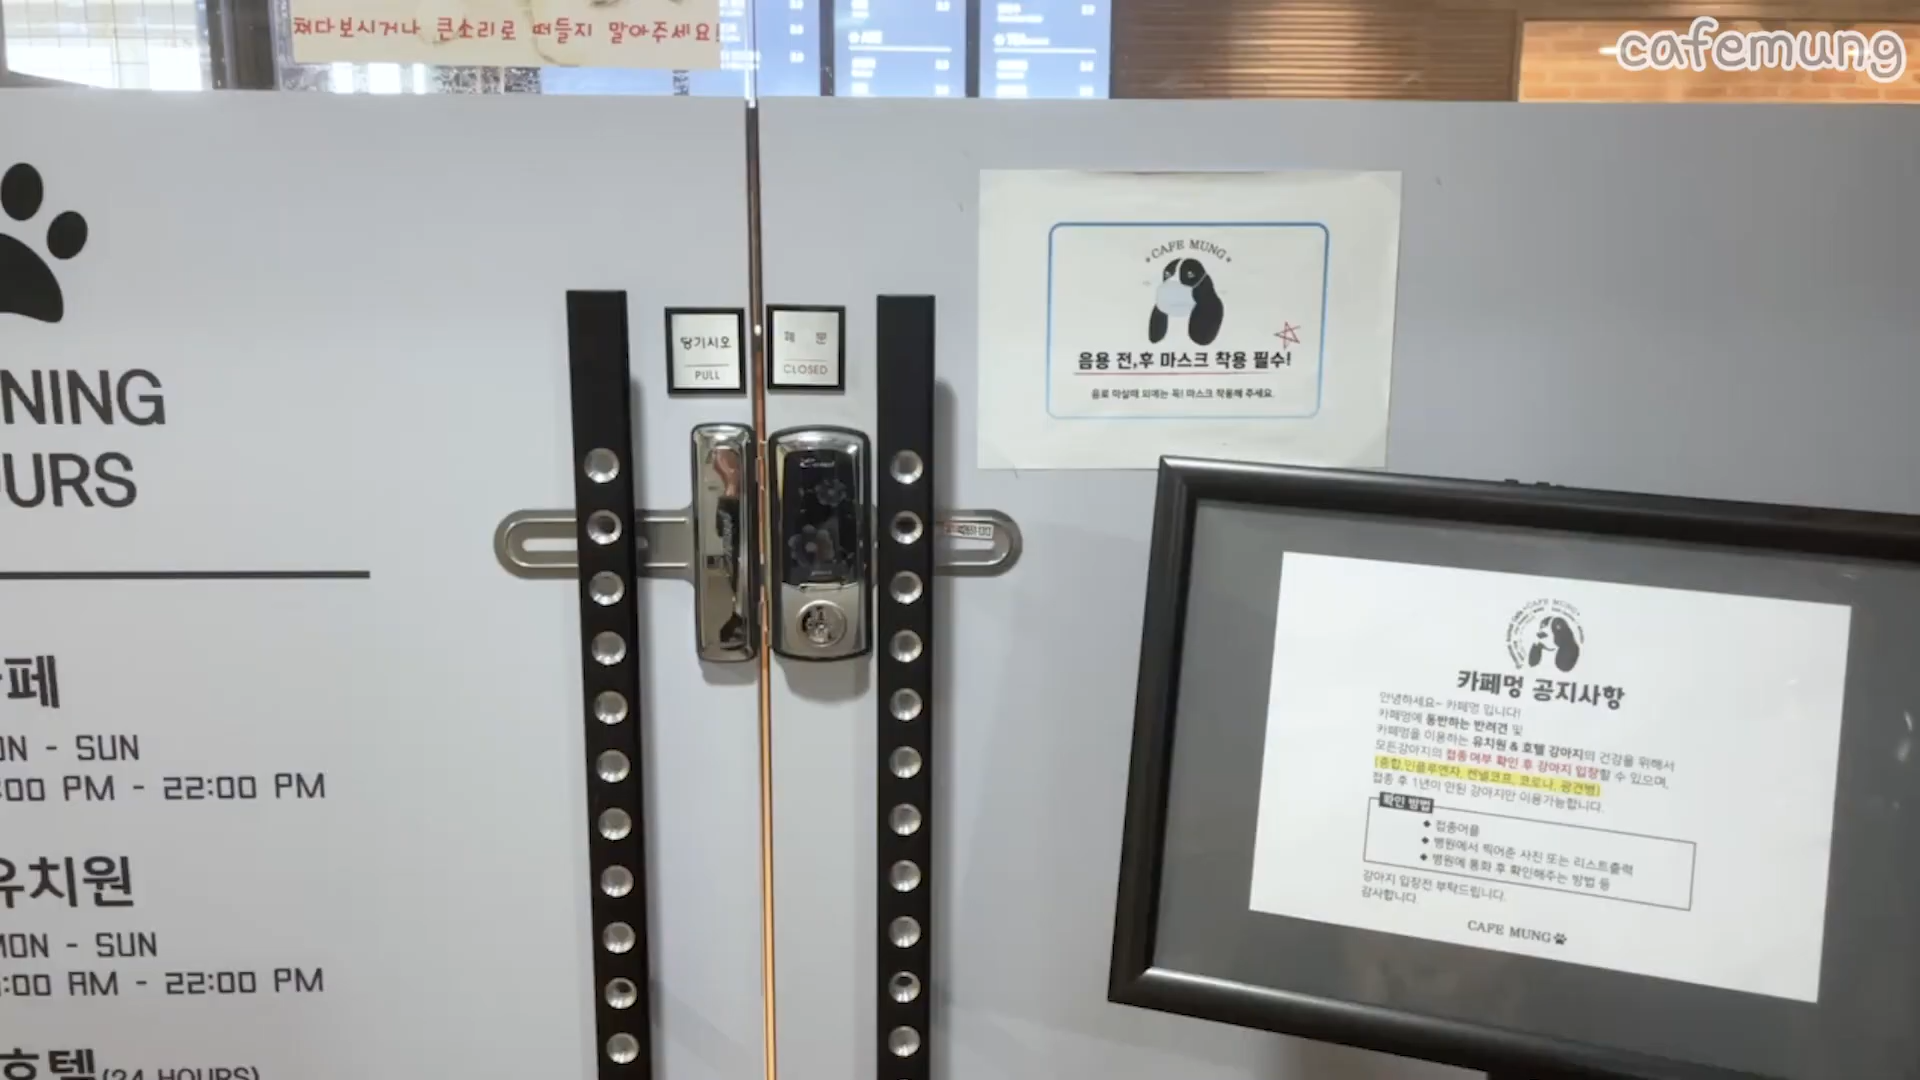 쳐다보시거나 큰소리로 떠들지 말아주세요!
cafemung
NING
URS
페
- SUN
:00 PM - 22:00 PM
유치원
MON - SUN
:00 AM - 22:00 PM
호텔(24 HOURS)
당기시오
PULL
폐 문
CLOSED
CAFE MUNG
음용 전,후 마스크 착용 필수!
음료 마실때 외에는 꼭! 마스크 착용해 주세요.
CAFE MUNG
카페멍 공지사항
안녕하세요~ 카페멍 입니다!
카페멍에 동반하는 반려견 및
카페멍을 이용하는 유치원 & 호텔 강아지의 건강을 위해서
모든강아지의 접종 여부 확인 후 강아지 입장할 수 있으며,
(종합,인플루엔자, 켄넬코프, 코로나, 광견병)
접종 후 1년이 안된 강아지만 이용가능합니다.
확인 방법
◆ 접종어플
◆ 병원에서 찍어준 사진 또는 리스트출력
◆ 병원에 통화 후 확인해주는 방법 등
강아지 입장전 부탁드립니다.
감사합니다.
CAFE MUNG